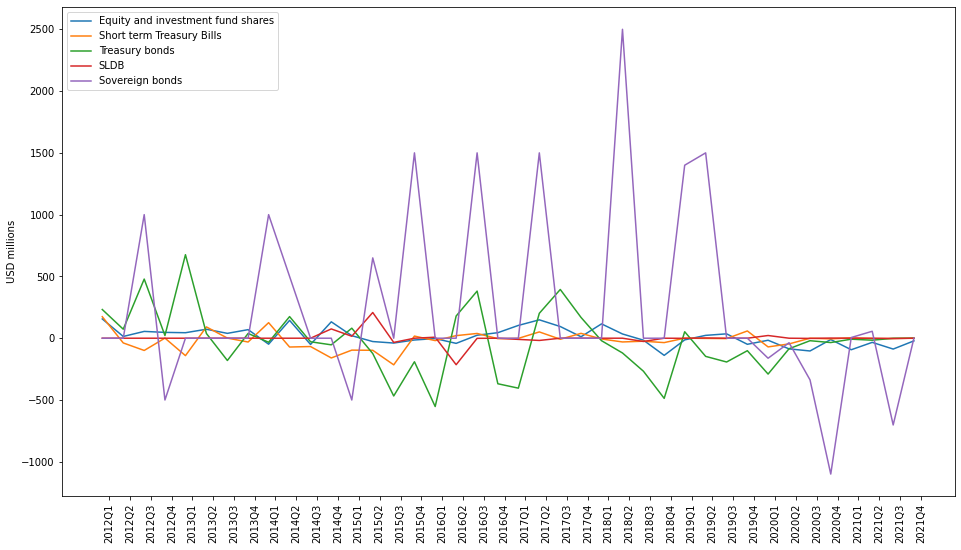 Equity and investment fund shares
Short term Treasury Bills
Treasury bonds
SLDB
Sovereign bonds
USD millions
2500
2000
1500
1000
500
0
−500
−1000
2012Q1
2012Q2
2012Q3
2012Q4
2013Q1
2013Q2
2013Q3
2013Q4
2014Q1
2014Q2
2014Q3
2014Q4
2015Q1
2015Q2
2015Q3
2015Q4
2016Q1
2016Q2
2016Q3
2016Q4
2017Q1
2017Q2
2017Q3
2017Q4
2018Q1
2018Q2
2018Q3
2018Q4
2019Q1
2019Q2
2019Q3
2019Q4
2020Q1
2020Q2
2020Q3
2020Q4
2021Q1
2021Q2
2021Q3
2021Q4